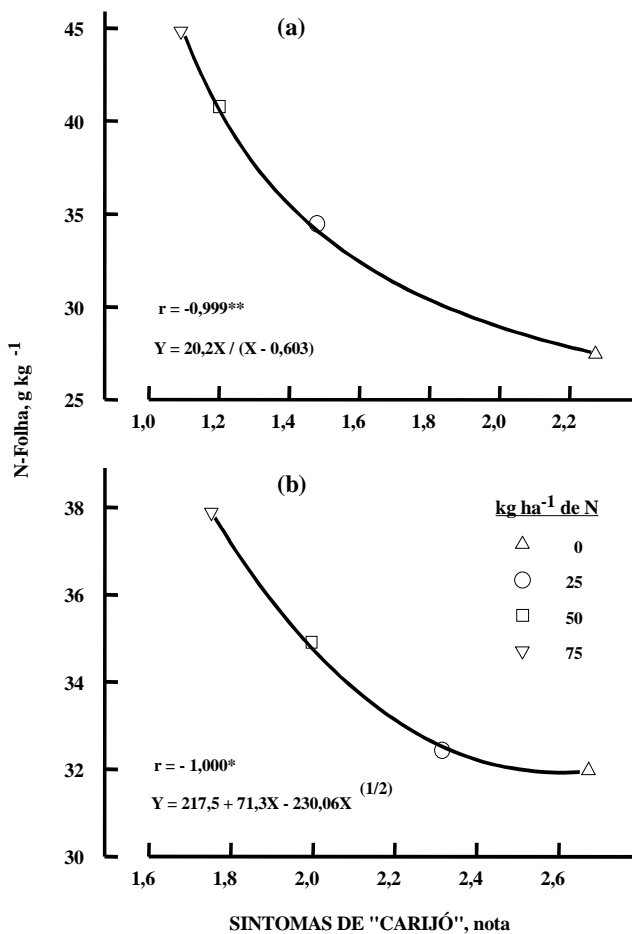 (a)
45
40
35
30
25
r = -0,999**
Y = 20,2X / (X - 0,603)
1,0 1,2 1,4 1,6 1,8 2,0 2,2
N-Folha, g kg -1
(b)
38
36
34
32
30
kg ha-1 de N
0
25
50
75
r = - 1,000*
Y = 217,5 + 71,3X - 230,06X (1/2)
1,6 1,8 2,0 2,2 2,4 2,6
SINTOMAS DE "CARIJÓ", nota